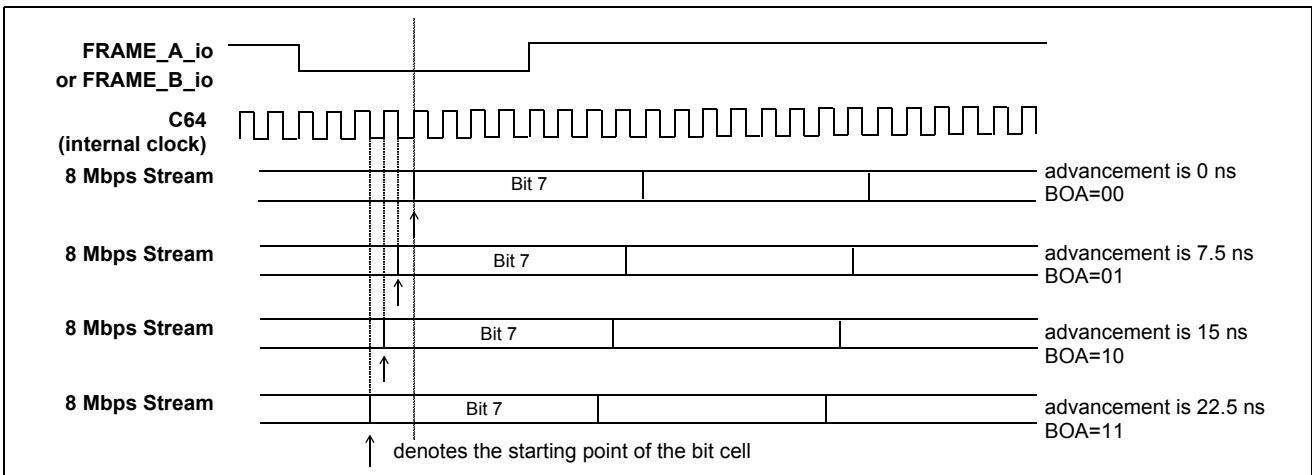 FRAME_A_io
or FRAME_B_io
C64
(internal clock)
8 Mbps Stream
Bit 7
advancement is 0 ns
BOA=00
8 Mbps Stream
Bit 7
advancement is 7.5 ns
BOA=01
8 Mbps Stream
Bit 7
advancement is 15 ns
BOA=10
8 Mbps Stream
Bit 7
advancement is 22.5 ns
BOA=11
denotes the starting point of the bit cell